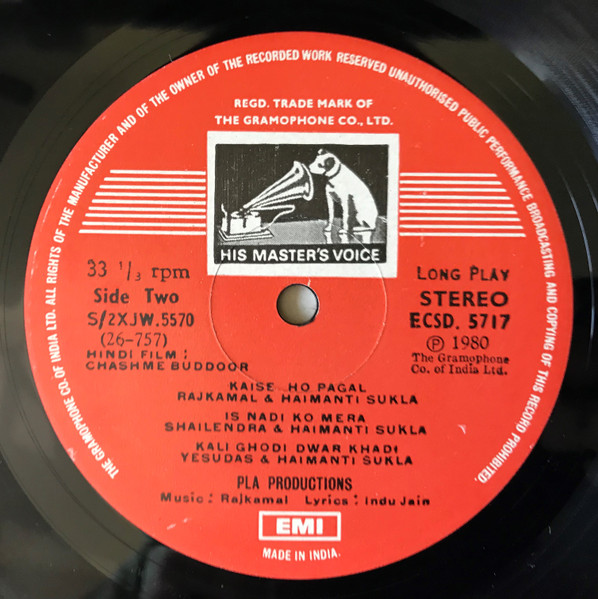 THE GRAMOPHONE CO. OF INDIA LTD. ALL RIGHTS OF THE MANUFACTURER AND OF THE OWNER OF THE RECORDED WORK RESERVED UNAUTHORISED PUBLIC PERFORMANCE BROADCASTING AND COPYING OF THIS RECORD PROHIBITED.
REGD. TRADE MARK OF
THE GRAMOPHONE CO., LTD.
HIS MASTER'S VOICE
33 1/3 rpm
Side Two
S/2XJW.5570
(26-757)
HINDI FILM :
CHASHME BUDDOOR
LONG PLAY
STEREO
ECSD. 5717
℗ 1980
The Gramophone
Co. of India Ltd.
KAISE HO PAGAL
RAJKAMAL & HAIMANTI SUKLA
IS NADI KO MERA
SHAILENDRA & HAIMANTI SUKLA
KALI GHODI DWAR KHADI
YESUDAS & HAIMANTI SUKLA
PLA PRODUCTIONS
Music : Rajkamal Lyrics : Indu Jain
EMI
MADE IN INDIA.